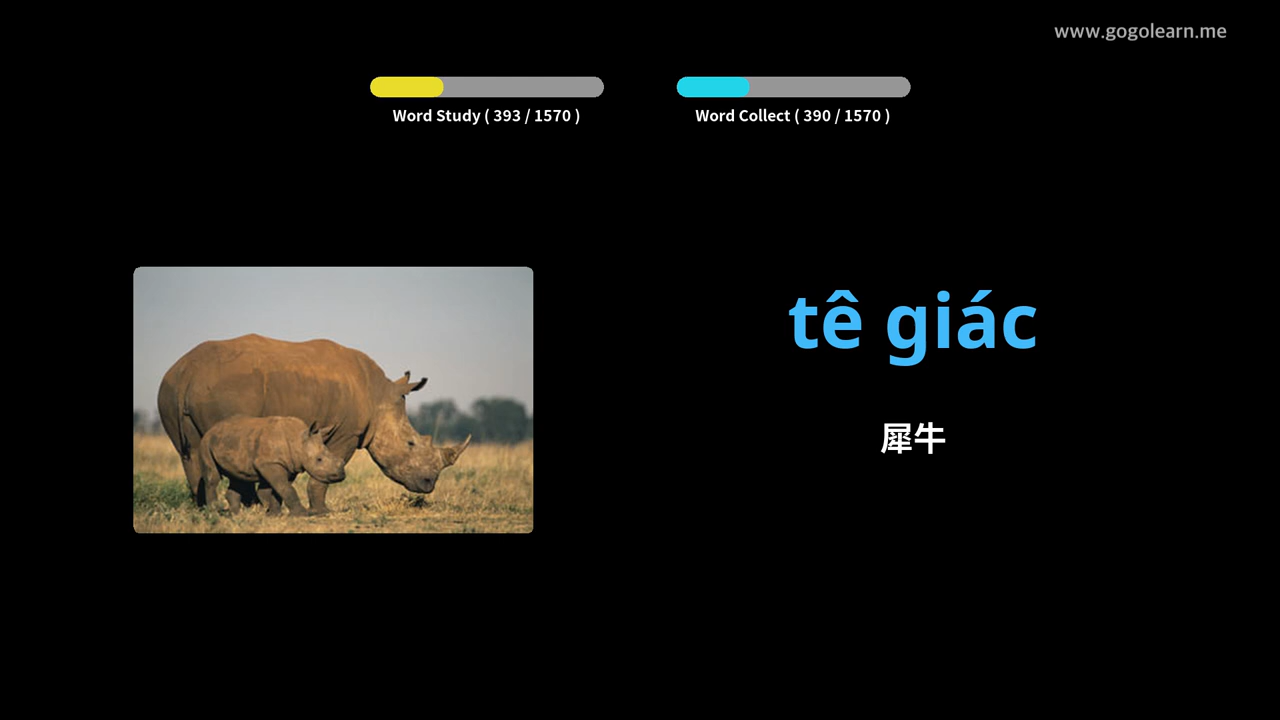 www.gogolearn.me
Word Study ( 393 / 1570 )
Word Collect ( 390 / 1570 )
tê giác
犀牛